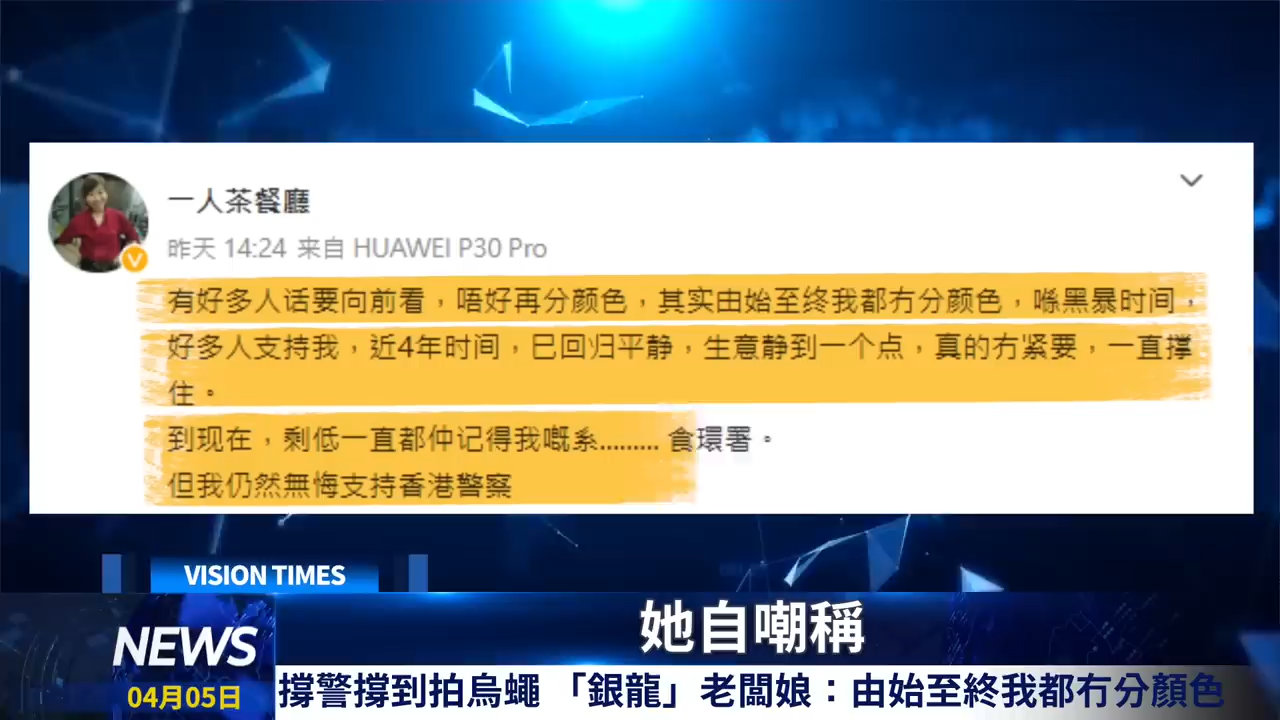 一人茶餐廳
昨天 14:24 来自 HUAWEI P30 Pro
有好多人话要向前看，唔好再分颜色，其实由始至终我都冇分颜色，喺黑暴时间，
好多人支持我，近4年时间，巳回归平静，生意静到一个点，真的冇紧要，一直撑
住。
到现在，剩低一直都仲记得我嘅系......... 食環署。
但我仍然無悔支持香港警察
VISION TIMES
NEWS
她自嘲稱
04月05日
撐警撐到拍烏蠅 「銀龍」老闆娘：由始至終我都冇分顏色